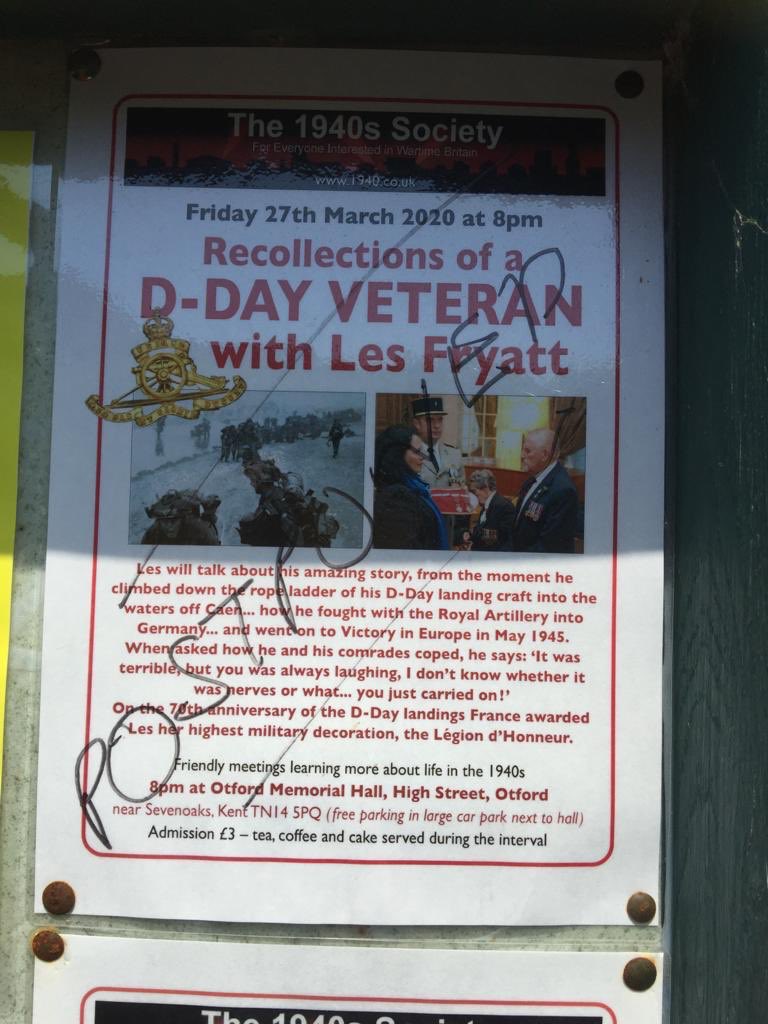 The 1940s Society
For Everyone Interested in Wartime Britain
www.1940.co.uk
Friday 27th March 2020 at 8pm
Recollections of a
D-DAY VETERAN
with Les Fryatt
POSTPONED
Les will talk about his amazing story, from the moment he
climbed down the rope ladder of his D-Day landing craft into the
waters off Caen... how he fought with the Royal Artillery into
Germany... and went on to Victory in Europe in May 1945.
When asked how he and his comrades coped, he says: 'It was
terrible, but you was always laughing, I don't know whether it
was nerves or what... you just carried on!'
On the 70th anniversary of the D-Day landings France awarded
Les her highest military decoration, the Légion d'Honneur.
Friendly meetings learning more about life in the 1940s
8pm at Otford Memorial Hall, High Street, Otford
near Sevenoaks, Kent TN14 5PQ (free parking in large car park next to hall)
Admission £3 – tea, coffee and cake served during the interval
The 1940s Society